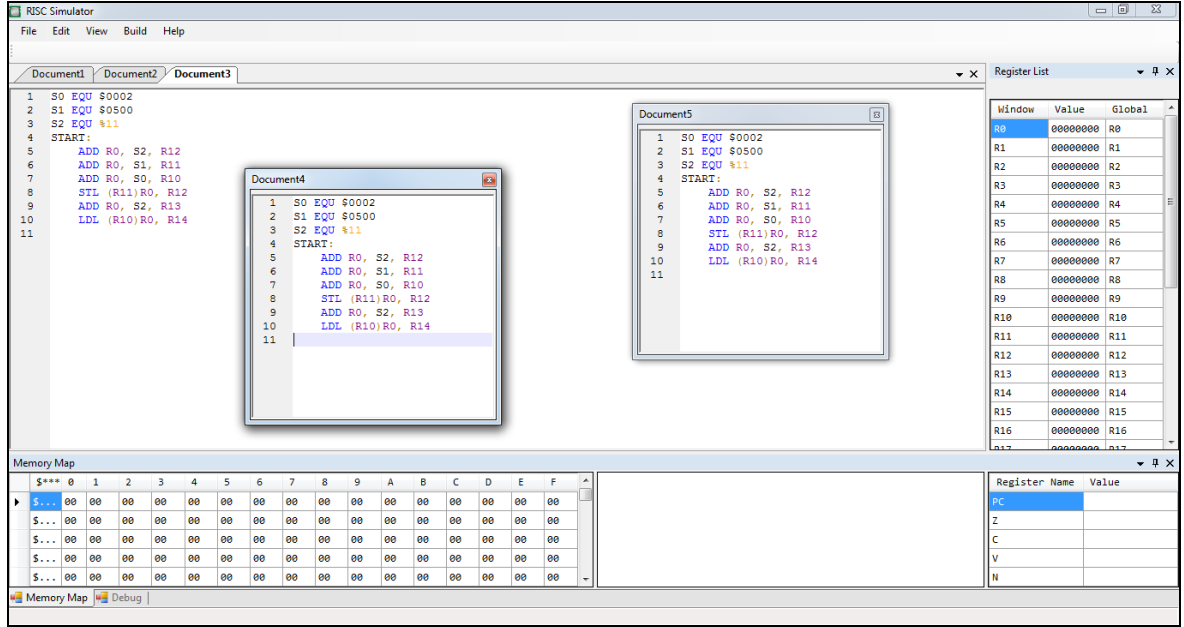 RISC Simulator
File Edit View Build Help
Document1 Document2 Document3
1 S0 EQU $0002
2 S1 EQU $0500
3 S2 EQU %11
4 START:
5 ADD R0, S2, R12
6 ADD R0, S1, R11
7 ADD R0, S0, R10
8 STL (R11)R0, R12
9 ADD R0, S2, R13
10 LDL (R10)R0, R14
11
Document4
1 S0 EQU $0002
2 S1 EQU $0500
3 S2 EQU %11
4 START:
5 ADD R0, S2, R12
6 ADD R0, S1, R11
7 ADD R0, S0, R10
8 STL (R11)R0, R12
9 ADD R0, S2, R13
10 LDL (R10)R0, R14
11
Document5
1 S0 EQU $0002
2 S1 EQU $0500
3 S2 EQU %11
4 START:
5 ADD R0, S2, R12
6 ADD R0, S1, R11
7 ADD R0, S0, R10
8 STL (R11)R0, R12
9 ADD R0, S2, R13
10 LDL (R10)R0, R14
11
Register List
Window Value Global
R0 00000000 R0
R1 00000000 R1
R2 00000000 R2
R3 00000000 R3
R4 00000000 R4
R5 00000000 R5
R6 00000000 R6
R7 00000000 R7
R8 00000000 R8
R9 00000000 R9
R10 00000000 R10
R11 00000000 R11
R12 00000000 R12
R13 00000000 R13
R14 00000000 R14
R15 00000000 R15
R16 00000000 R16
R17 00000000 R17
Memory Map
$*** 0 1 2 3 4 5 6 7 8 9 A B C D E F
$... 00 00 00 00 00 00 00 00 00 00 00 00 00 00 00 00
$... 00 00 00 00 00 00 00 00 00 00 00 00 00 00 00 00
$... 00 00 00 00 00 00 00 00 00 00 00 00 00 00 00 00
$... 00 00 00 00 00 00 00 00 00 00 00 00 00 00 00 00
$... 00 00 00 00 00 00 00 00 00 00 00 00 00 00 00 00
Register Name Value
PC
Z
C
V
N
Memory Map Debug